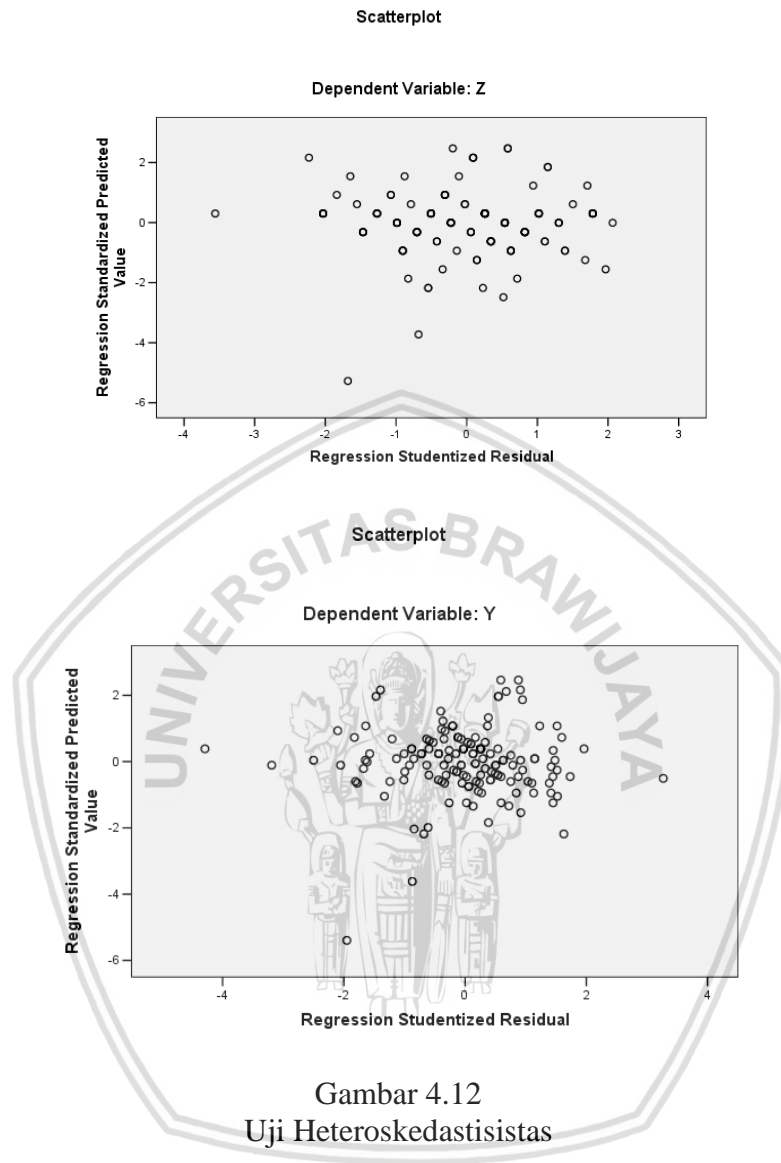 Scatterplot
Dependent Variable: Z
Regression Standardized Predicted
Value
2
0
-2
-4
-6
-4
-3
-2
-1
0
1
2
3
Regression Studentized Residual
UNIVERSITAS BRAWIJAYA
Scatterplot
Dependent Variable: Y
Regression Standardized Predicted
Value
2
0
-2
-4
-6
-4
-2
0
2
4
Regression Studentized Residual
Gambar 4.12
Uji Heteroskedastisistas